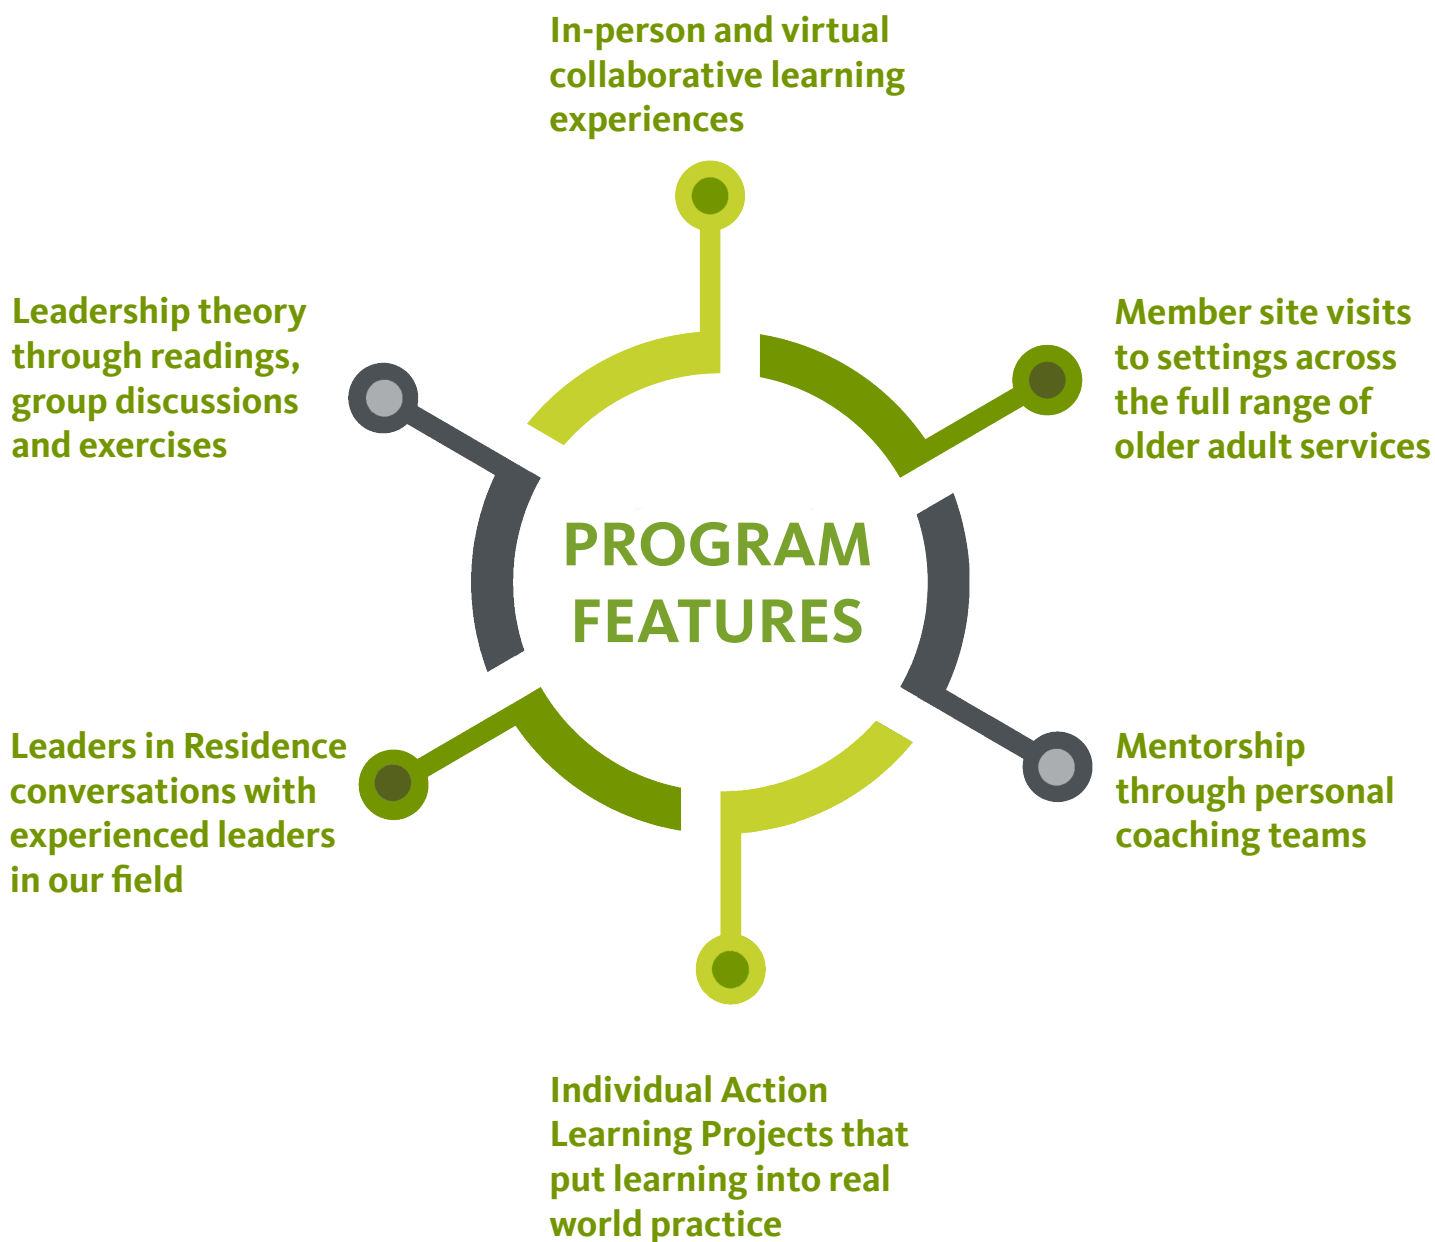 In-person and virtual
collaborative learning
experiences
Member site visits
to settings across
the full range of
older adult services
Mentorship
through personal
coaching teams
Individual Action
Learning Projects that
put learning into real
world practice
Leaders in Residence
conversations with
experienced leaders
in our field
Leadership theory
through readings,
group discussions
and exercises
PROGRAM
FEATURES